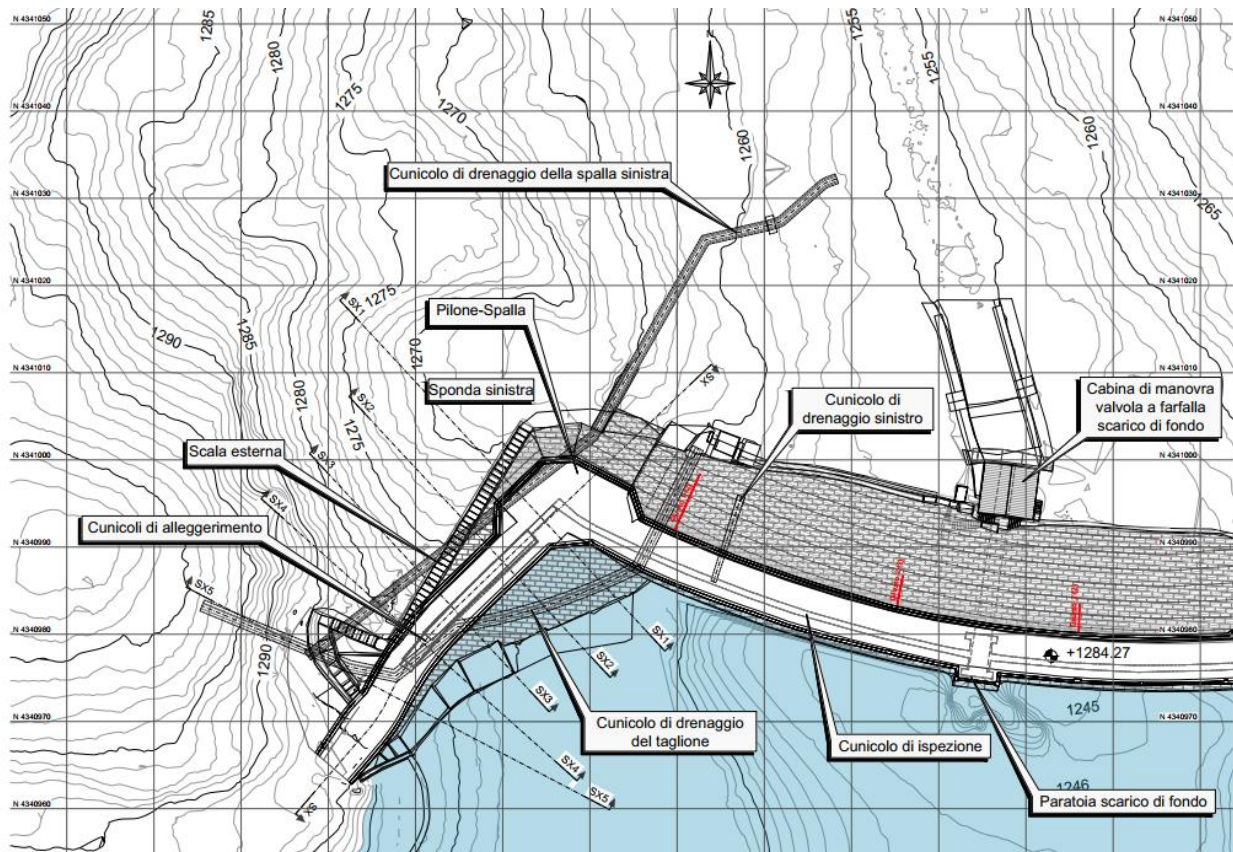 N 4341050
1285
1280
1275
1270
1255
1255
N 4341050
N
N 4341040
1260
1260
N 4341040
Cunicolo di drenaggio della spalla sinistra
N 4341030
N 4341030
1265
N 4341020
SX1
1275
N 4341020
Pilone-Spalla
1290
1285
1270
N 4341010
1280
Sponda sinistra
XS
N 4341010
SX2
1275
Cunicolo di
drenaggio sinistro
Cabina di manovra
valvola a farfalla
scarico di fondo
N 4341000
Scala esterna
SX3
N 4341000
SX4
Cunicoli di alleggerimento
N 4340990
N 4340990
SX5
N 4340980
N 4340980
1290
SX1
+1284.27
SX2
SX3
N 4340970
Cunicolo di drenaggio
del taglione
Cunicolo di ispezione
1245
N 4340970
SX4
SX5
1246
Paratoia scarico di fondo
N 4340960
XS
N 4340960